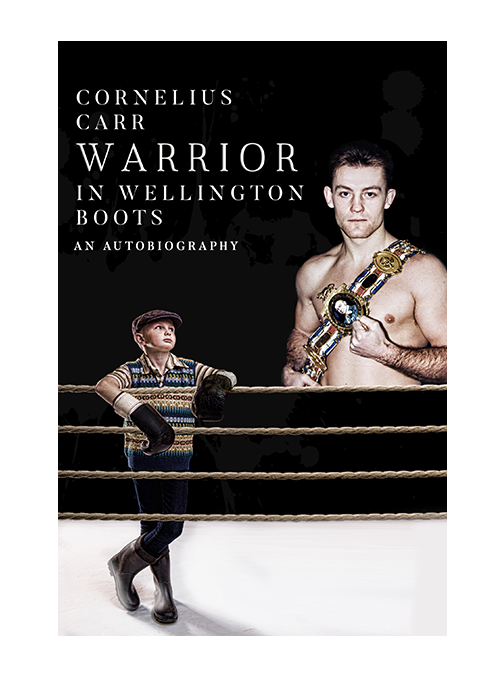 CORNELIUS
CARR
WARRIOR
IN WELLINGTON
BOOTS
AN AUTOBIOGRAPHY